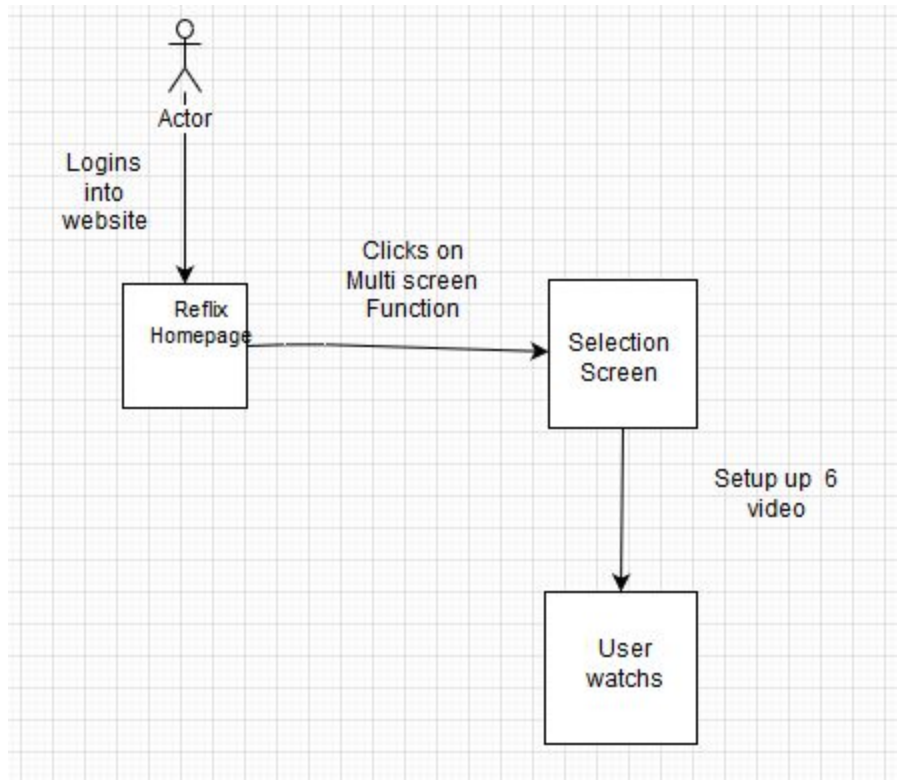 Actor
Logins
into
website
Clicks on
Multi screen
Function
Reflix
Homepage
Selection
Screen
Setup up 6
video
User
watchs